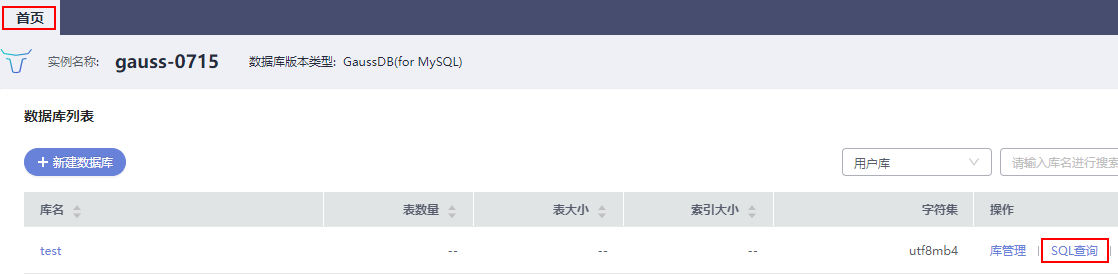 首页
实例名称: gauss-0715 数据库版本类型: GaussDB(for MySQL)
数据库列表
+ 新建数据库 用户库 请输入库名进行搜索
库名 表数量 表大小 索引大小 字符集 操作
test -- -- -- utf8mb4 库管理 | SQL查询 |